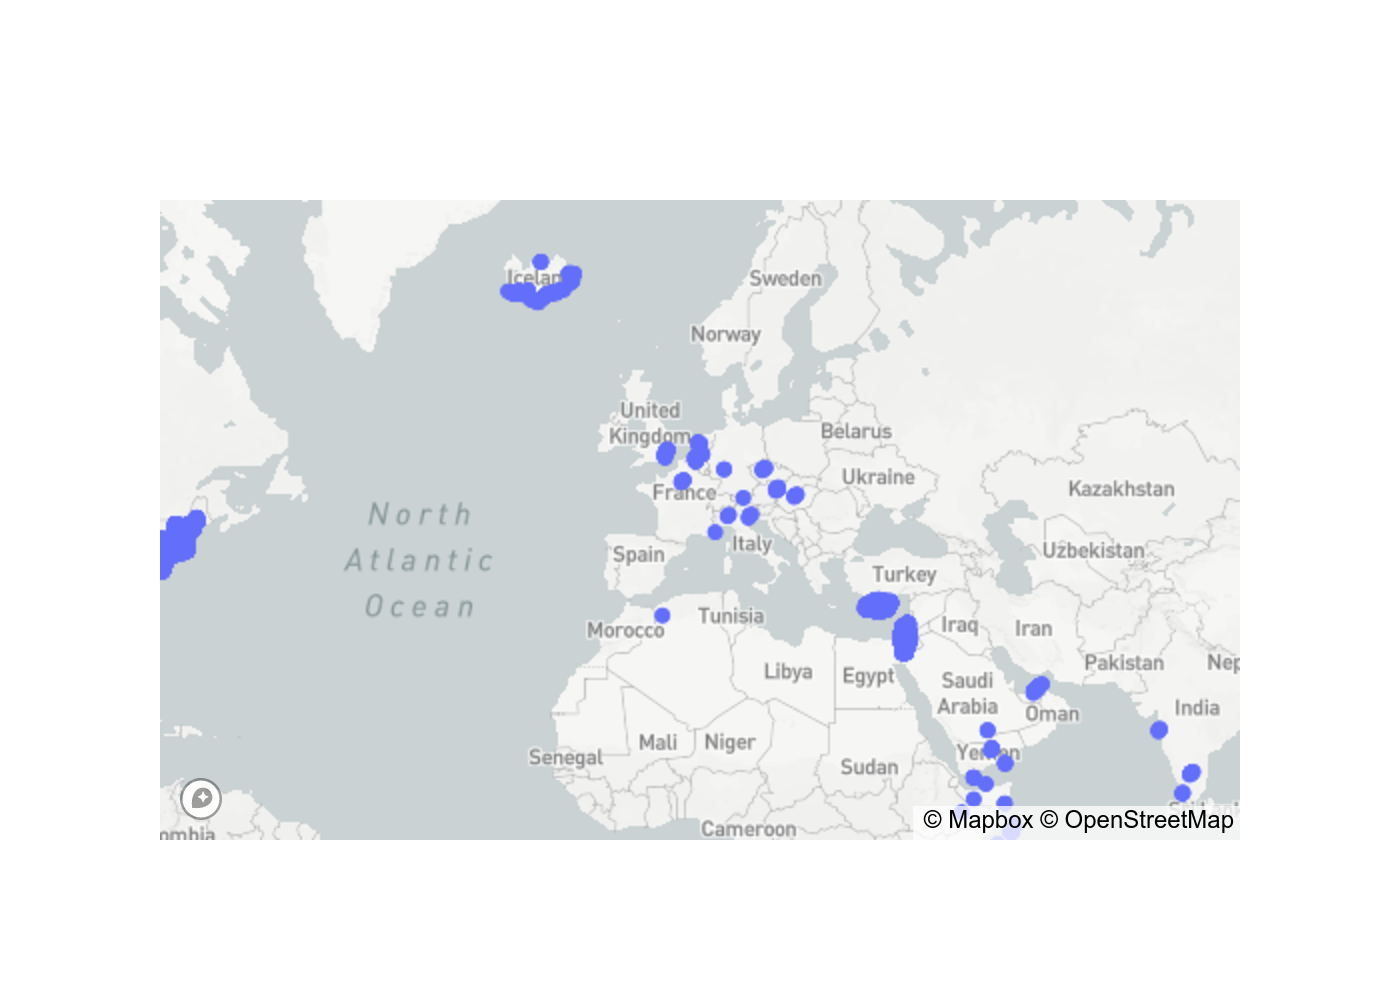 Iceland
Sweden
Norway
United
Kingdom
Belarus
Ukraine
France
Kazakhstan
North
Atlantic
Ocean
Spain
Italy
Uzbekistan
Turkey
Tunisia
Morocco
Iraq
Iran
Pakistan
Nep
Libya
Egypt
Saudi
Arabia
Oman
India
Mali
Niger
Yemen
Senegal
Sudan
Cameroon
ombia
© Mapbox © OpenStreetMap